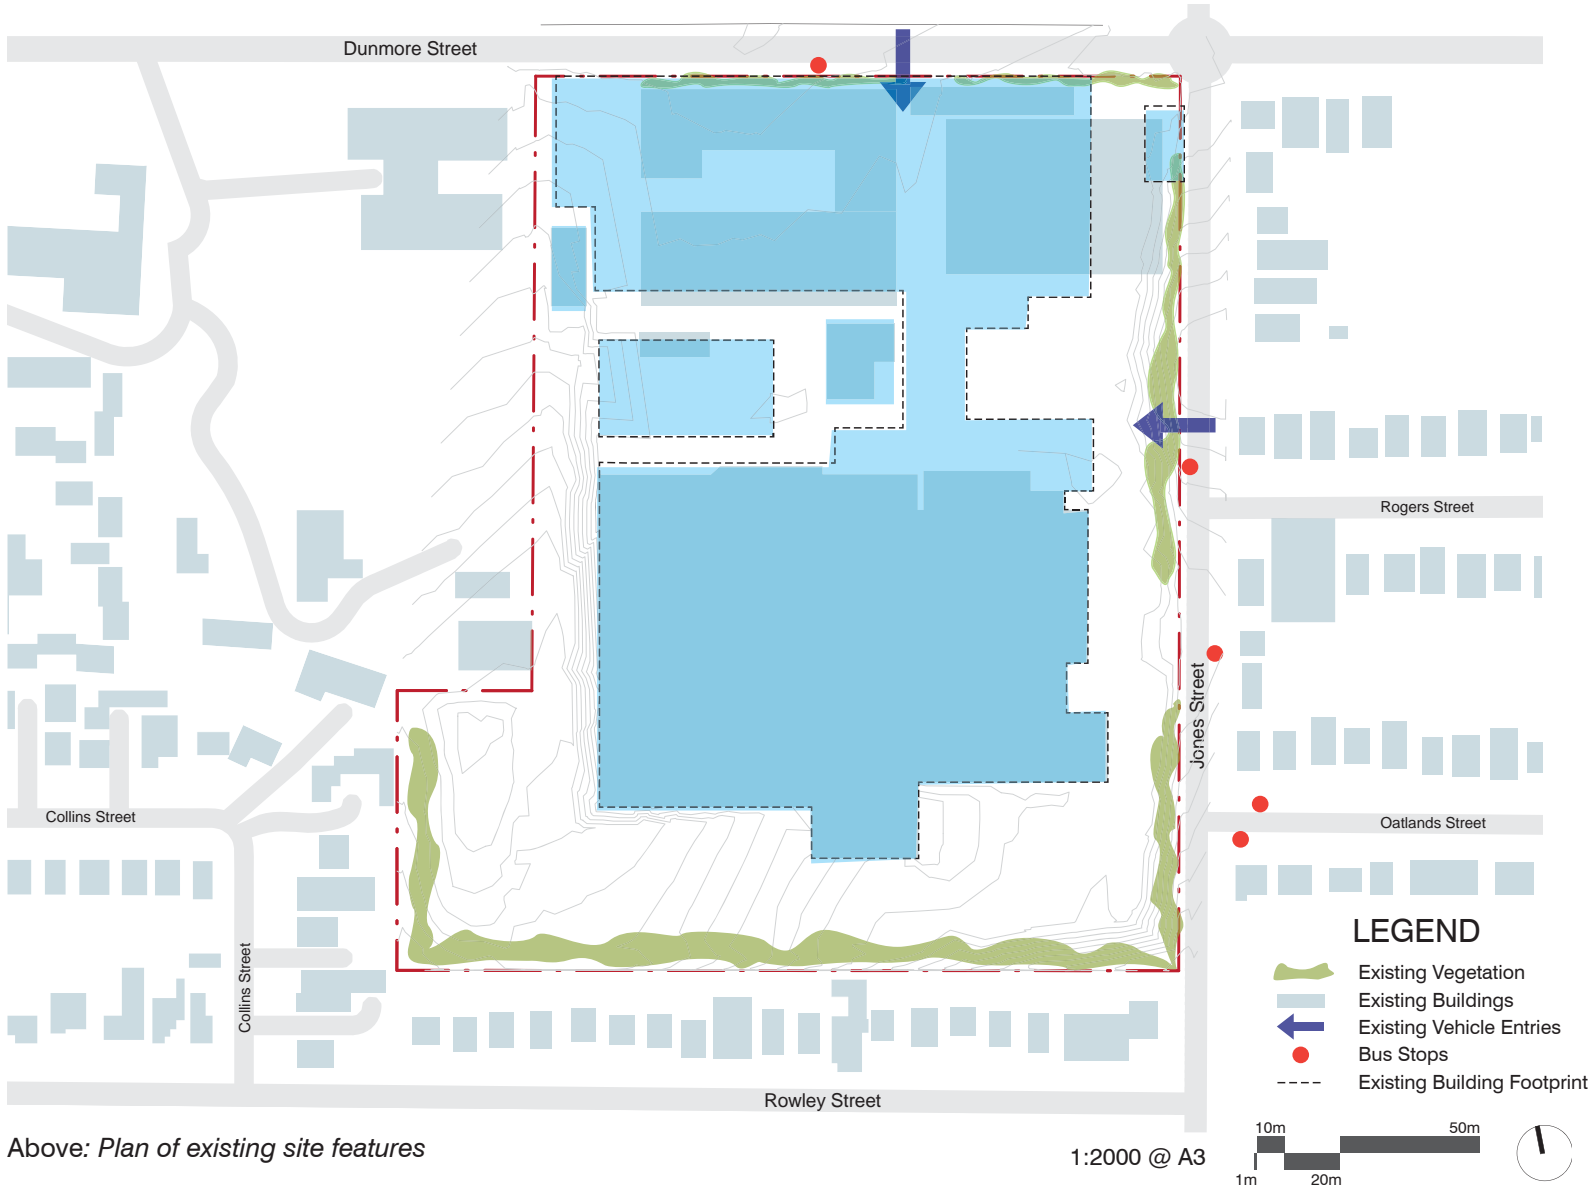 Dunmore Street
Rogers Street
Jones Street
Collins Street
Oatlands Street
Collins Street
Rowley Street
LEGEND
Existing Vegetation
Existing Buildings
Existing Vehicle Entries
Bus Stops
Existing Building Footprint
Above: Plan of existing site features
1:2000 @ A3
10m
50m
1m
20m